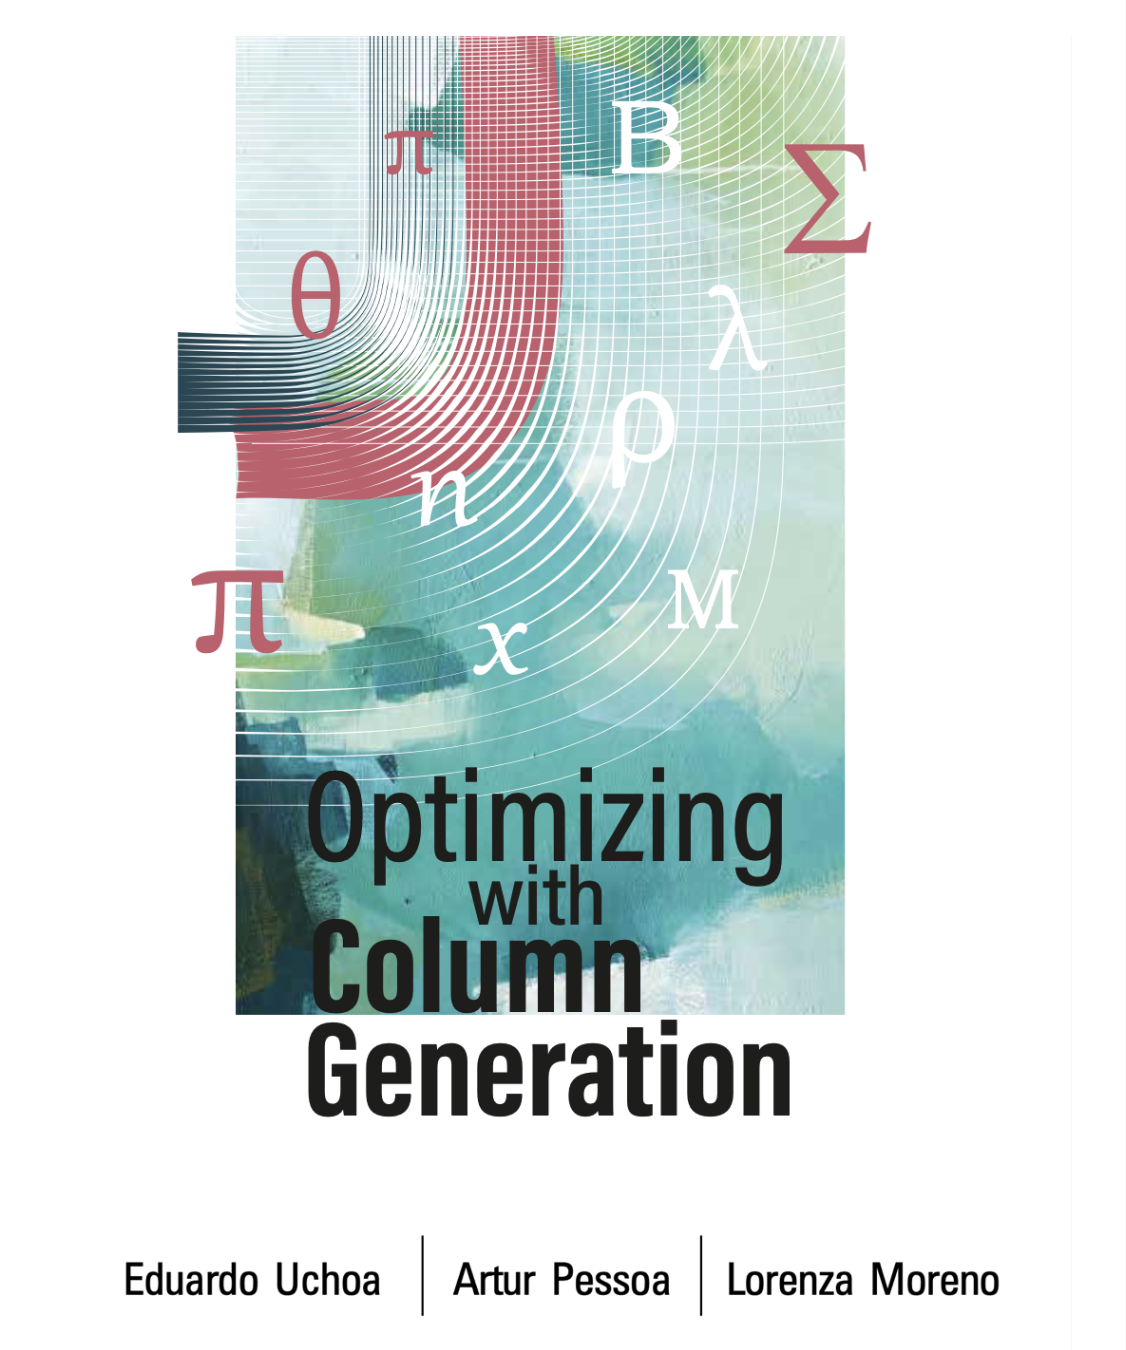 π
B
Σ
θ
λ
ρ
n
π
M
x
Optimizing
with
Column
Generation
Eduardo Uchoa
Artur Pessoa
Lorenza Moreno